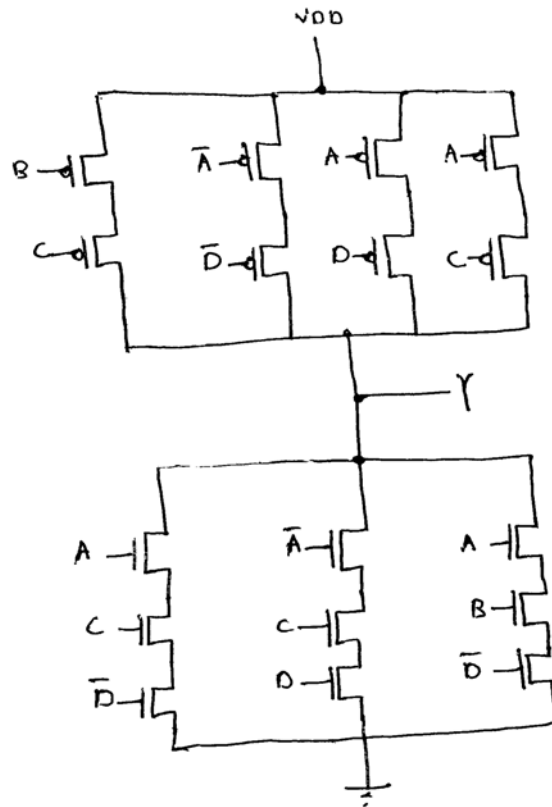 VDD
B A̅ A A
C D̅ D C
Y
A A̅ A
C C B
D̅ D D̅